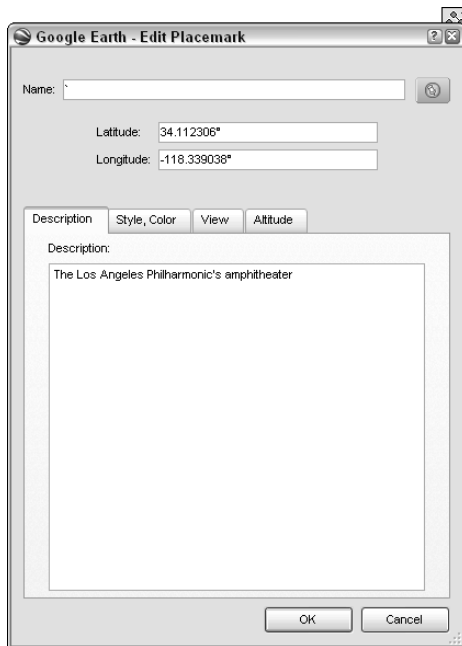 Google Earth - Edit Placemark
Name: `
Latitude: 34.112306°
Longitude: -118.339038°
Description Style, Color View Altitude
Description:
The Los Angeles Philharmonic's amphitheater
OK Cancel